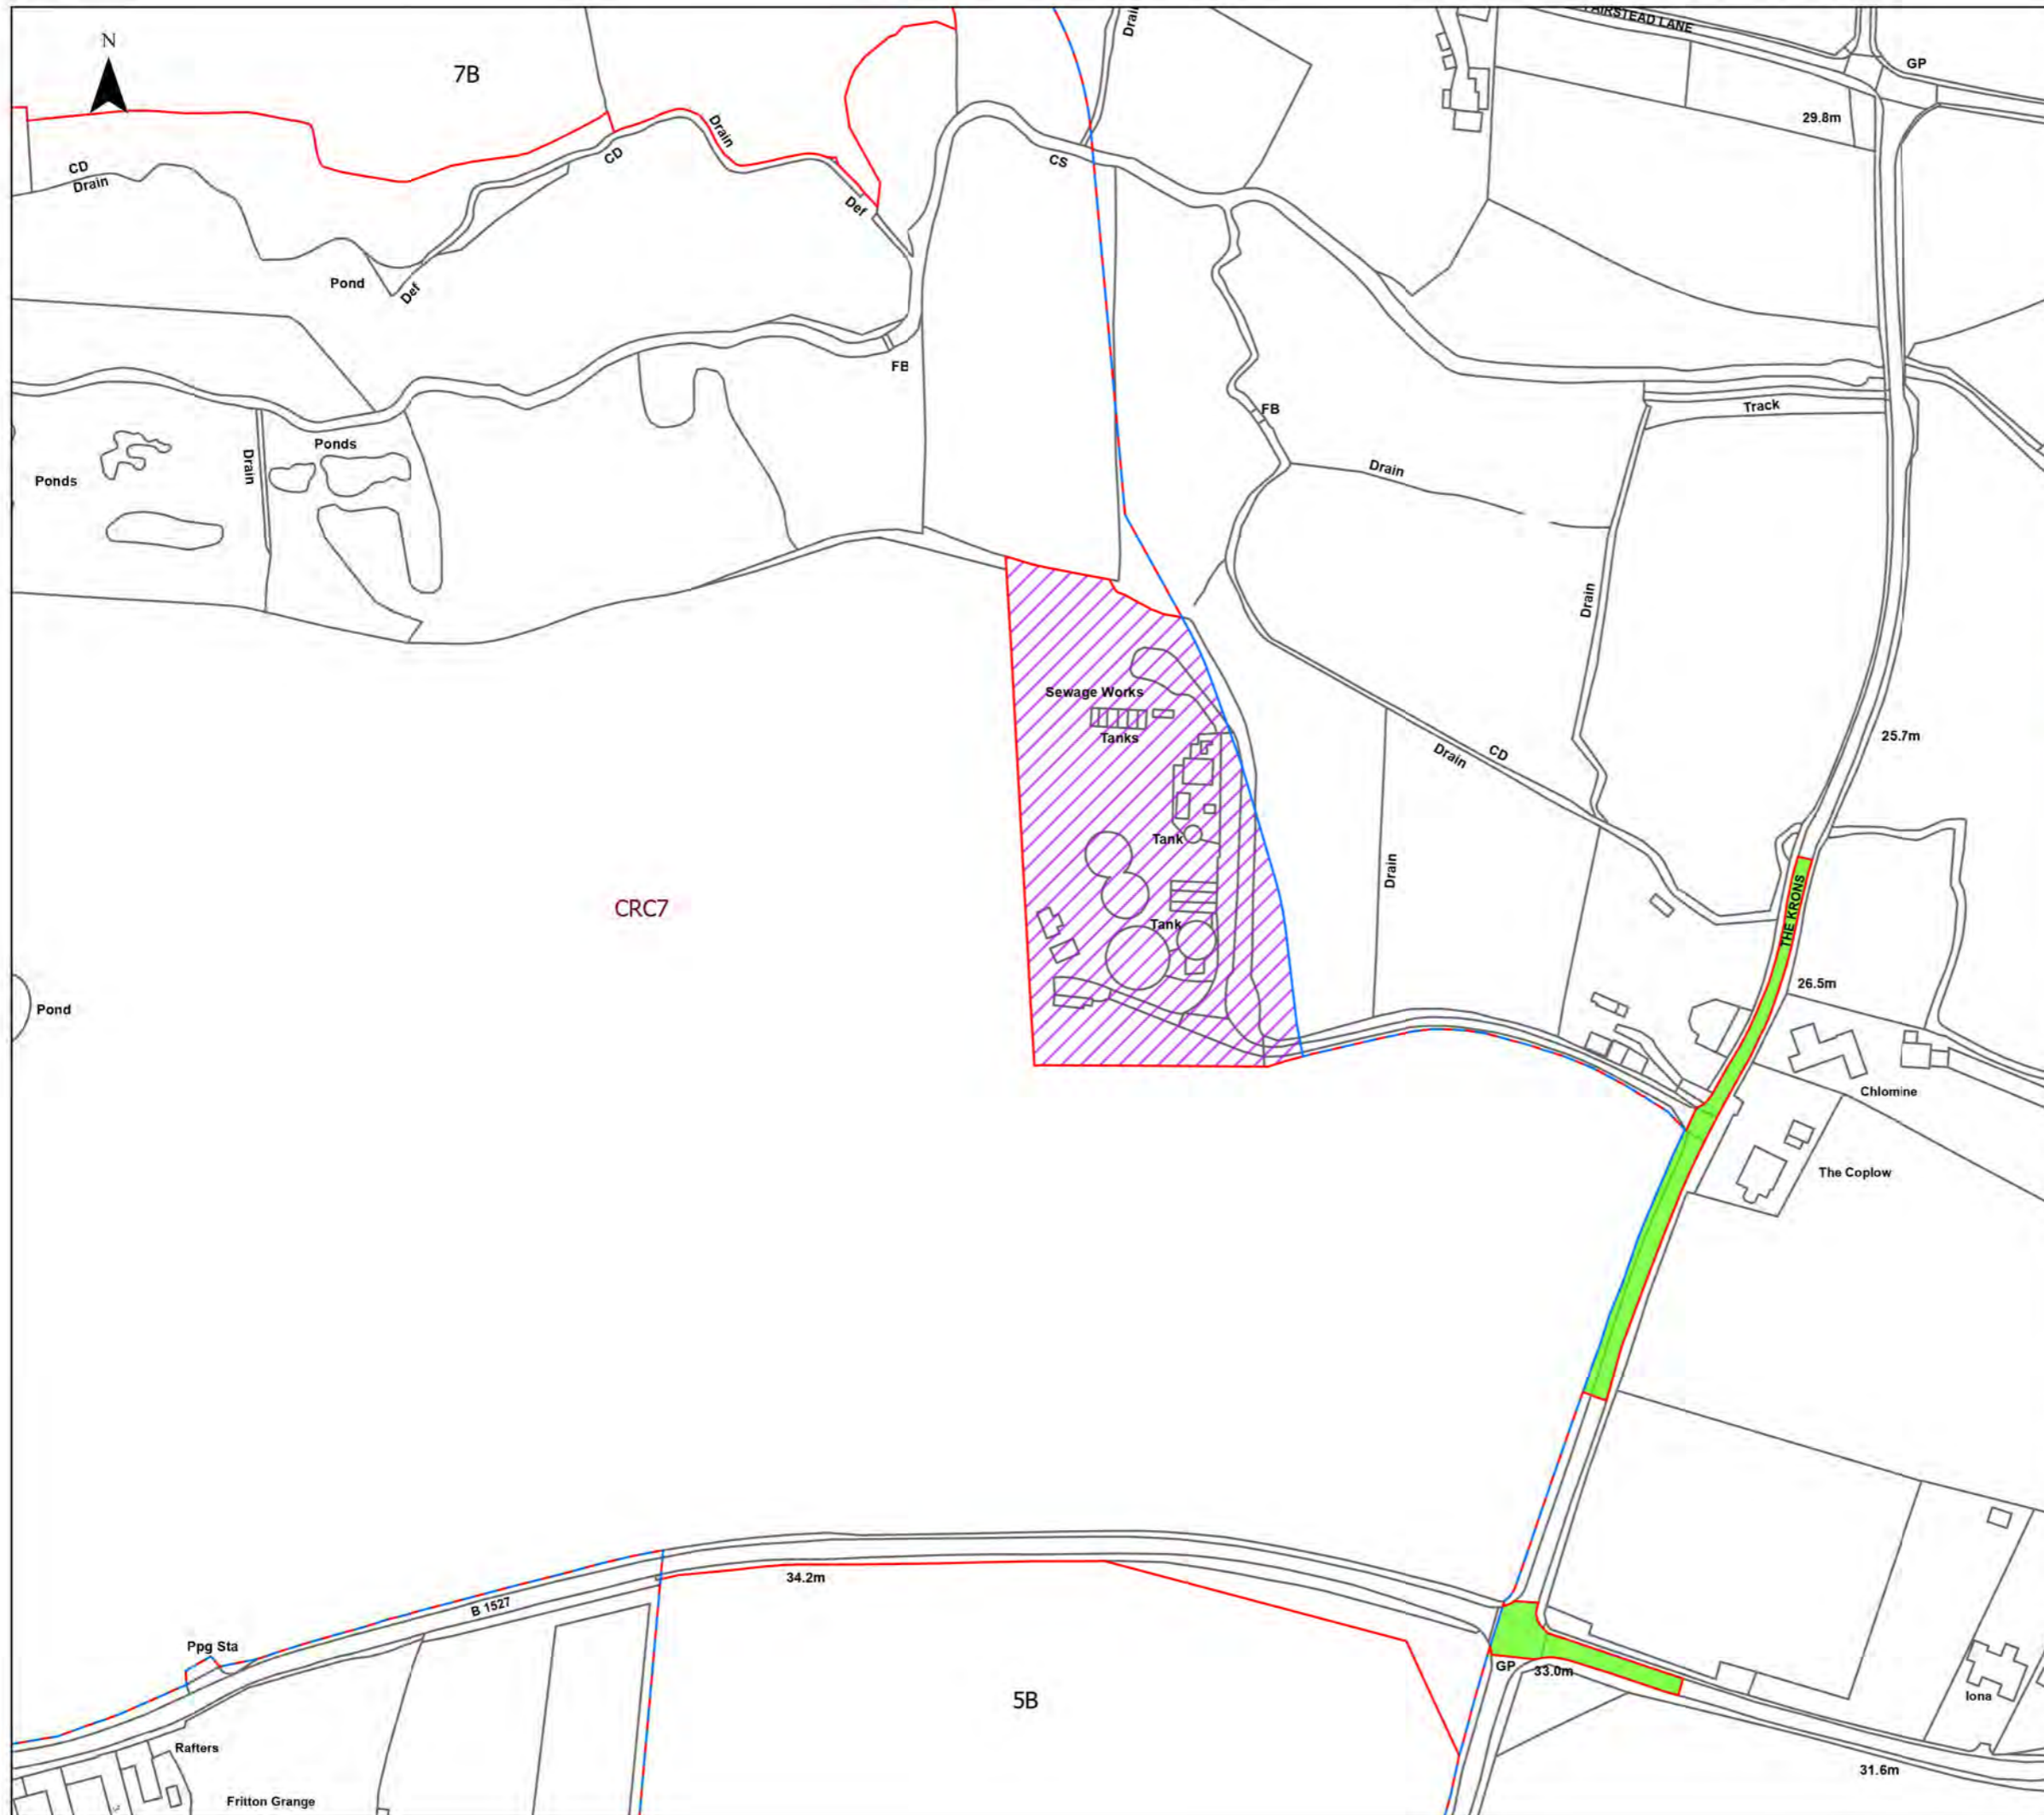 Drain
FAIRSTEAD LANE
N
7B
GP
29.8m
Drain
CD
Drain
CD
CS
Def
Pond
Def
FB
FB
Track
Ponds
Drain
Drain
Ponds
Drain
Sewage Works
Tanks
25.7m
CD
Drain
Tank
Drain
THE KRONS
CRC7
Tank
26.5m
Pond
Chlomine
The Coplow
34.2m
B 1527
Ppg Sta
GP
33.0m
5B
Iona
Rafters
31.6m
Fritton Grange